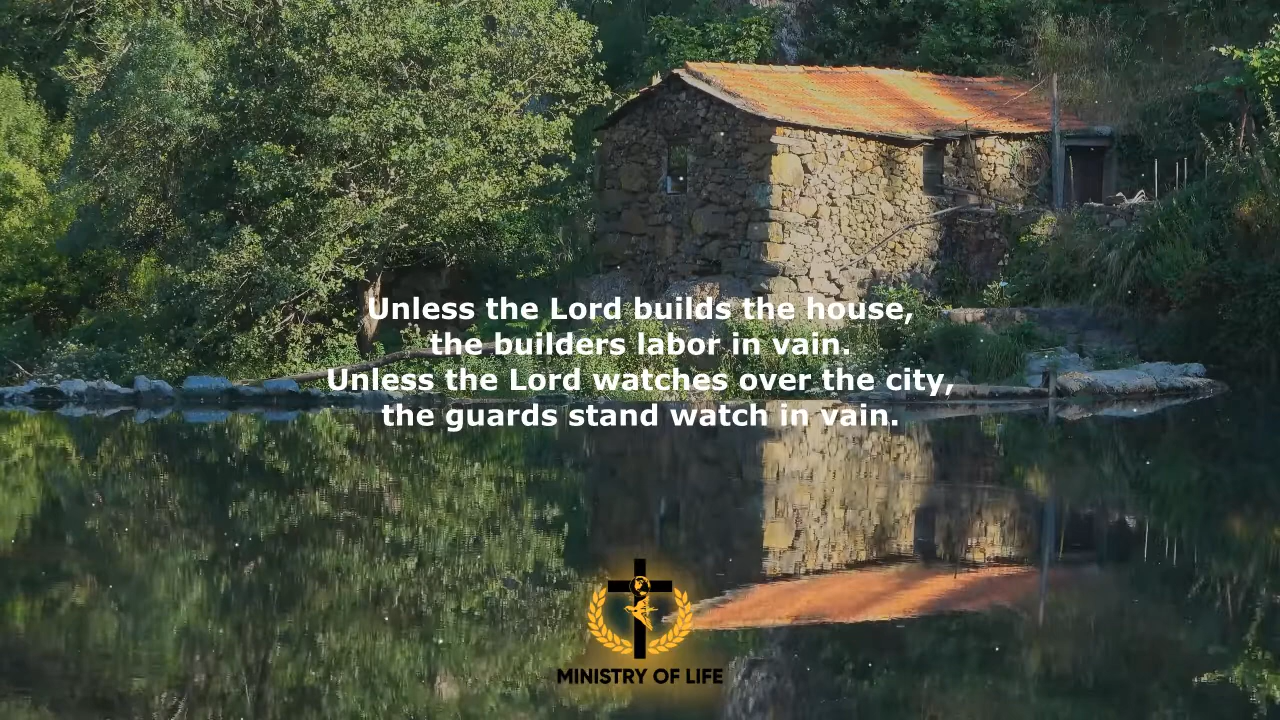 Unless the Lord builds the house,
the builders labor in vain.
Unless the Lord watches over the city,
the guards stand watch in vain.
MINISTRY OF LIFE